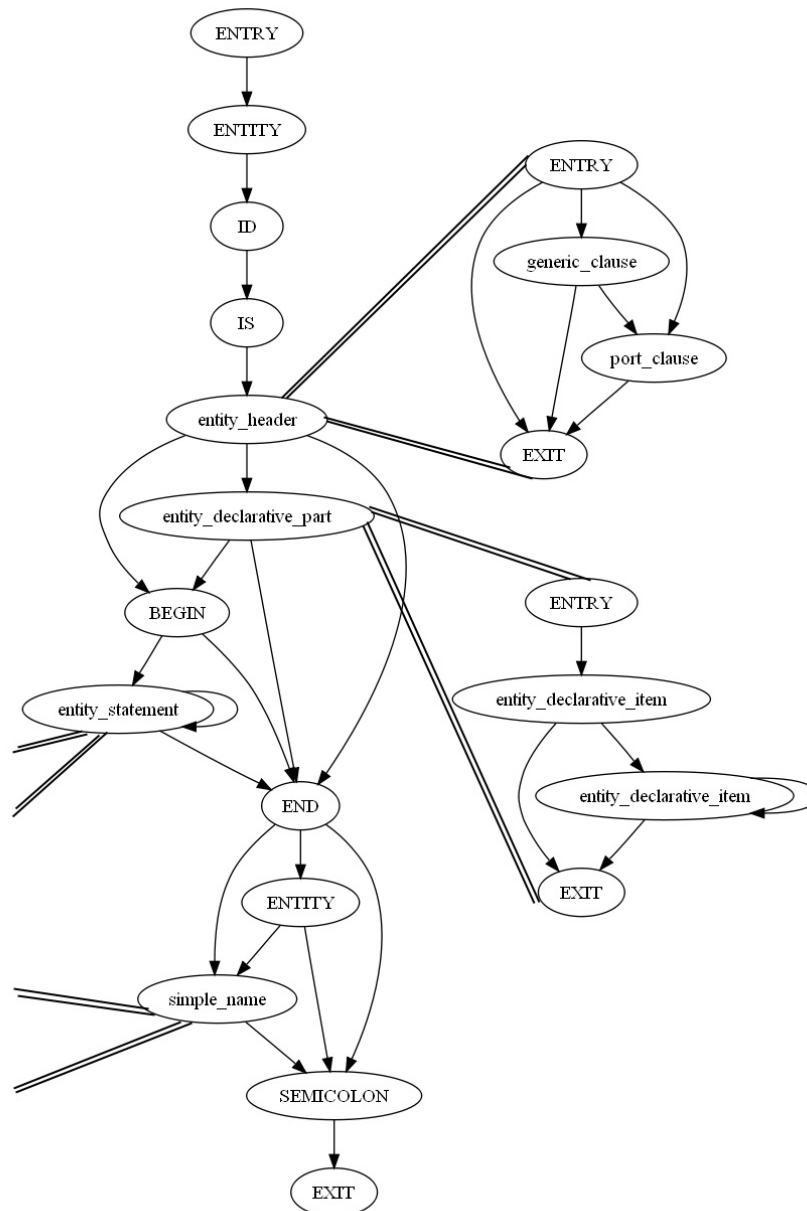 ENTRY
ENTITY
ENTRY
ID
generic_clause
IS
port_clause
entity_header
EXIT
entity_declarative_part
ENTRY
BEGIN
entity_declarative_item
entity_statement
entity_declarative_item
END
EXIT
ENTITY
simple_name
SEMICOLON
EXIT